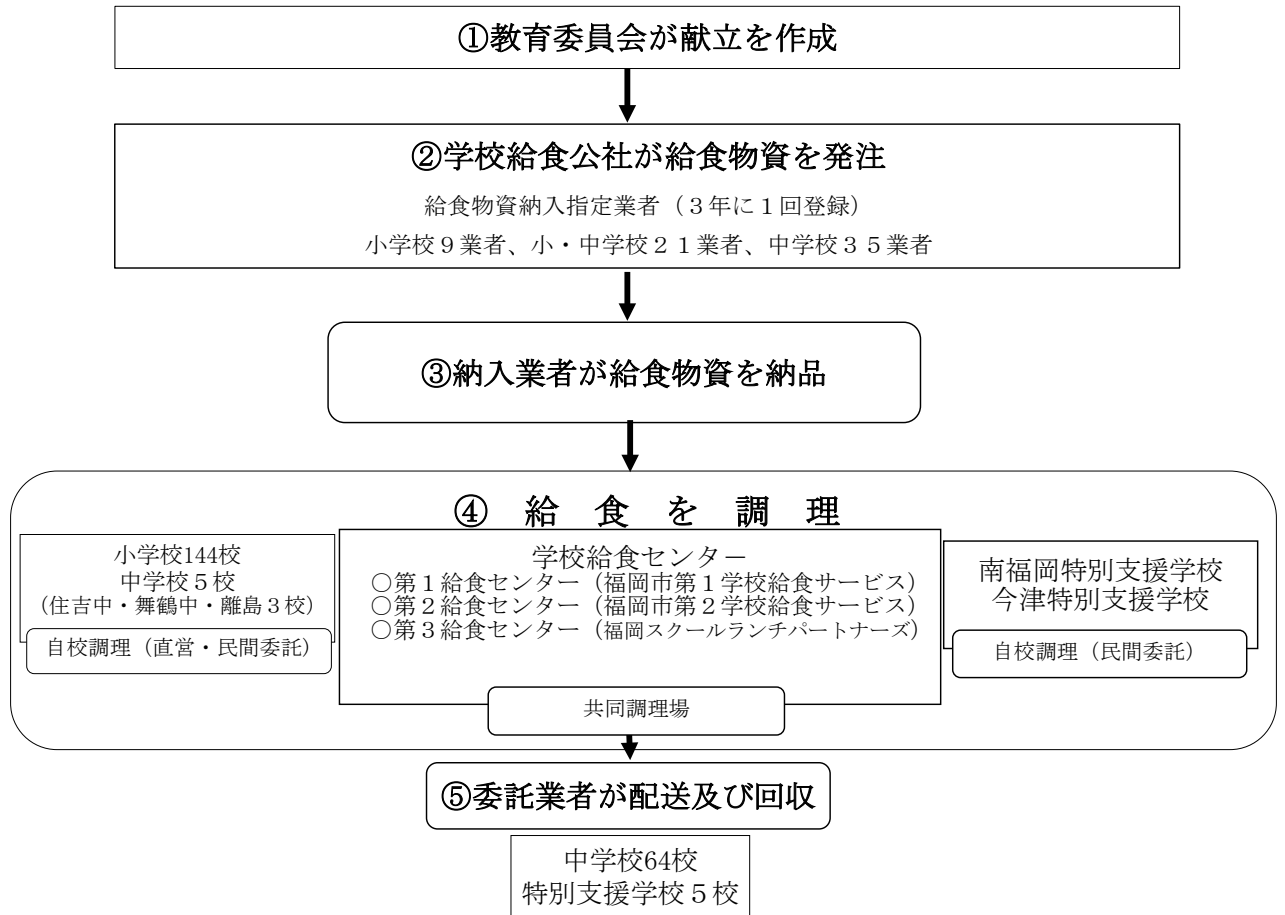 ①教育委員会が献立を作成
②学校給食公社が給食物資を発注
給食物資納入指定業者（３年に１回登録）
小学校９業者、小・中学校２１業者、中学校３５業者
③納入業者が給食物資を納品
④　給　食　を　調　理
小学校144校
中学校５校
（住吉中・舞鶴中・離島３校）
自校調理（直営・民間委託）
学校給食センター
○第１給食センター（福岡市第１学校給食サービス）
○第２給食センター（福岡市第２学校給食サービス）
○第３給食センター（福岡スクールランチパートナーズ）
共同調理場
南福岡特別支援学校
今津特別支援学校
自校調理（民間委託）
⑤委託業者が配送及び回収
中学校64校
特別支援学校５校